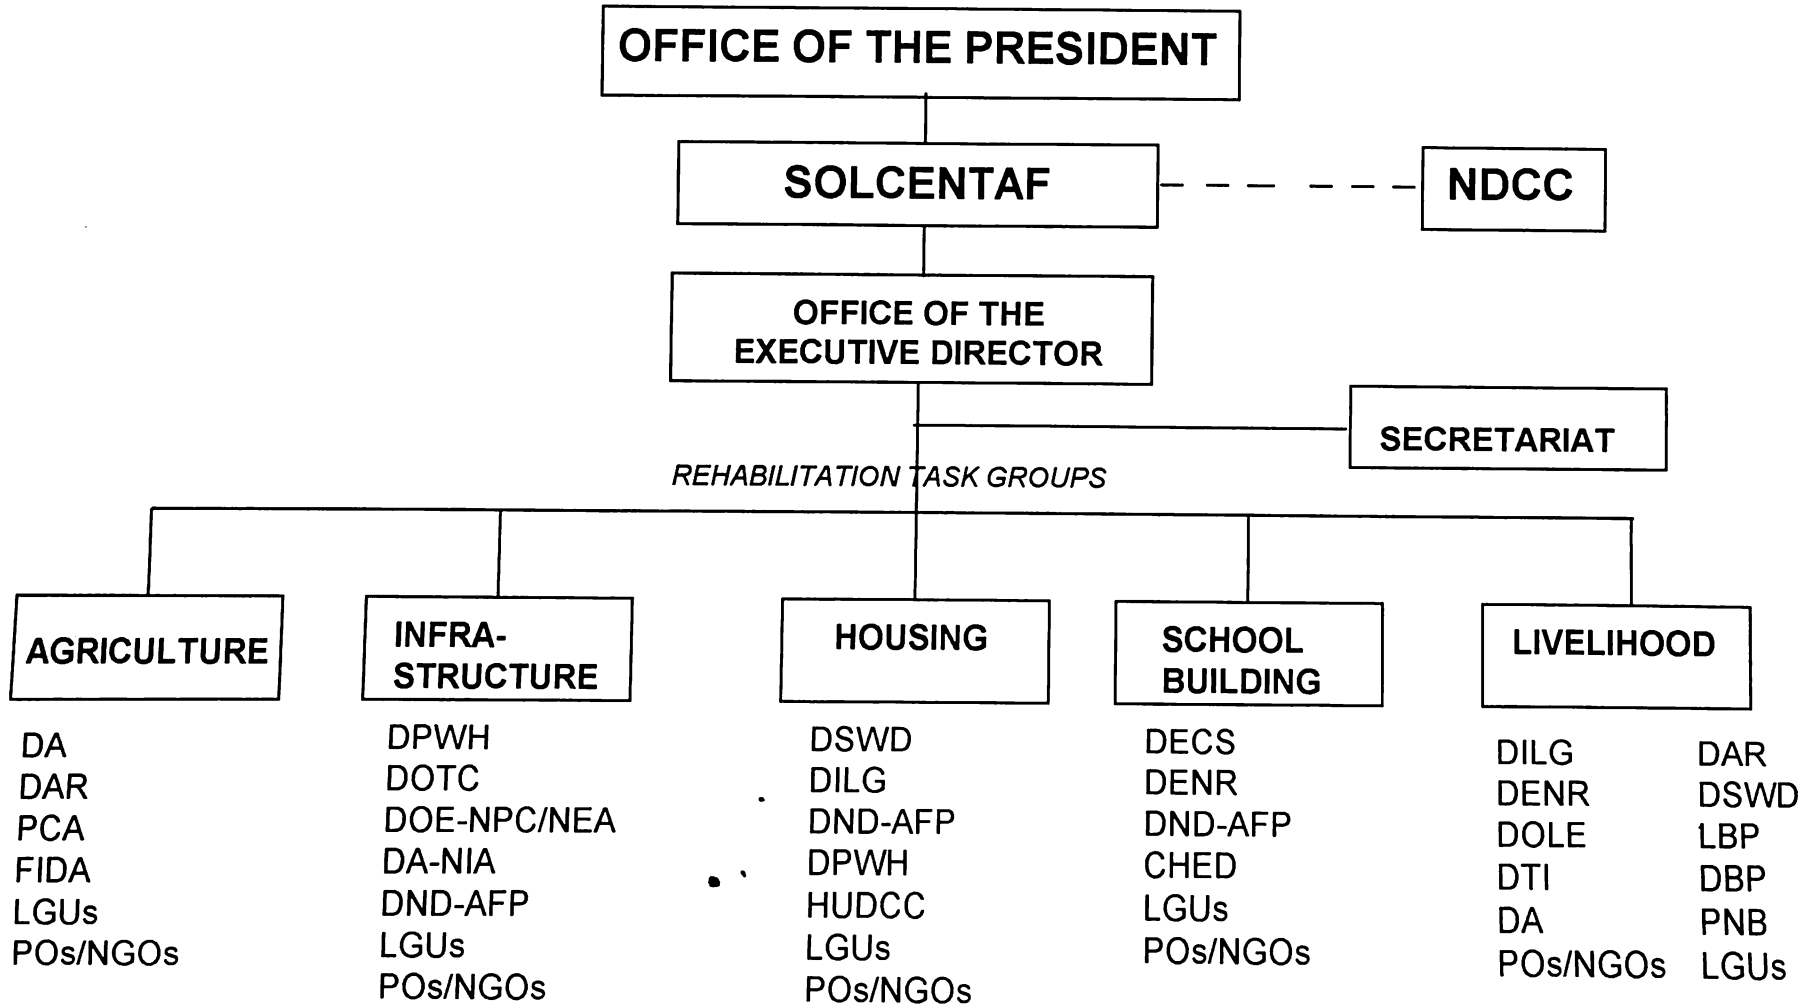 OFFICE OF THE PRESIDENT
SOLCENTAF
NDCC
OFFICE OF THE
EXECUTIVE DIRECTOR
SECRETARIAT
REHABILITATION TASK GROUPS
AGRICULTURE
DA
DAR
PCA
FIDA
LGUs
POs/NGOs
INFRA-
STRUCTURE
DPWH
DOTC
DOE-NPC/NEA
DA-NIA
DND-AFP
LGUs
POs/NGOs
HOUSING
DSWD
DILG
DND-AFP
DPWH
HUDCC
LGUs
POs/NGOs
SCHOOL
BUILDING
DECS
DENR
DND-AFP
CHED
LGUs
POs/NGOs
LIVELIHOOD
DILG
DENR
DOLE
DTI
DA
POs/NGOs
DAR
DSWD
LBP
DBP
PNB
LGUs